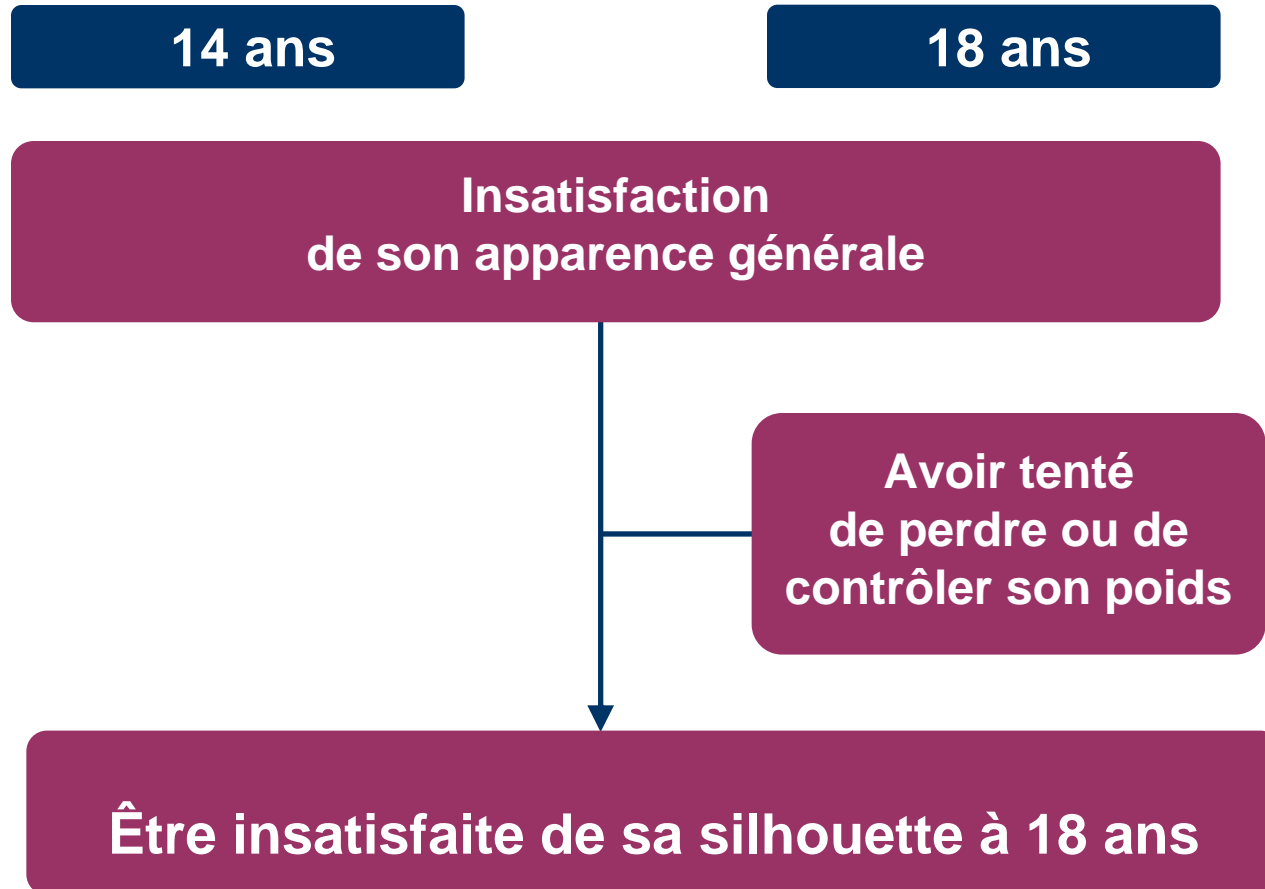 14 ans
18 ans
Insatisfaction
de son apparence générale
Avoir tenté
de perdre ou de
contrôler son poids
Être insatisfaite de sa silhouette à 18 ans